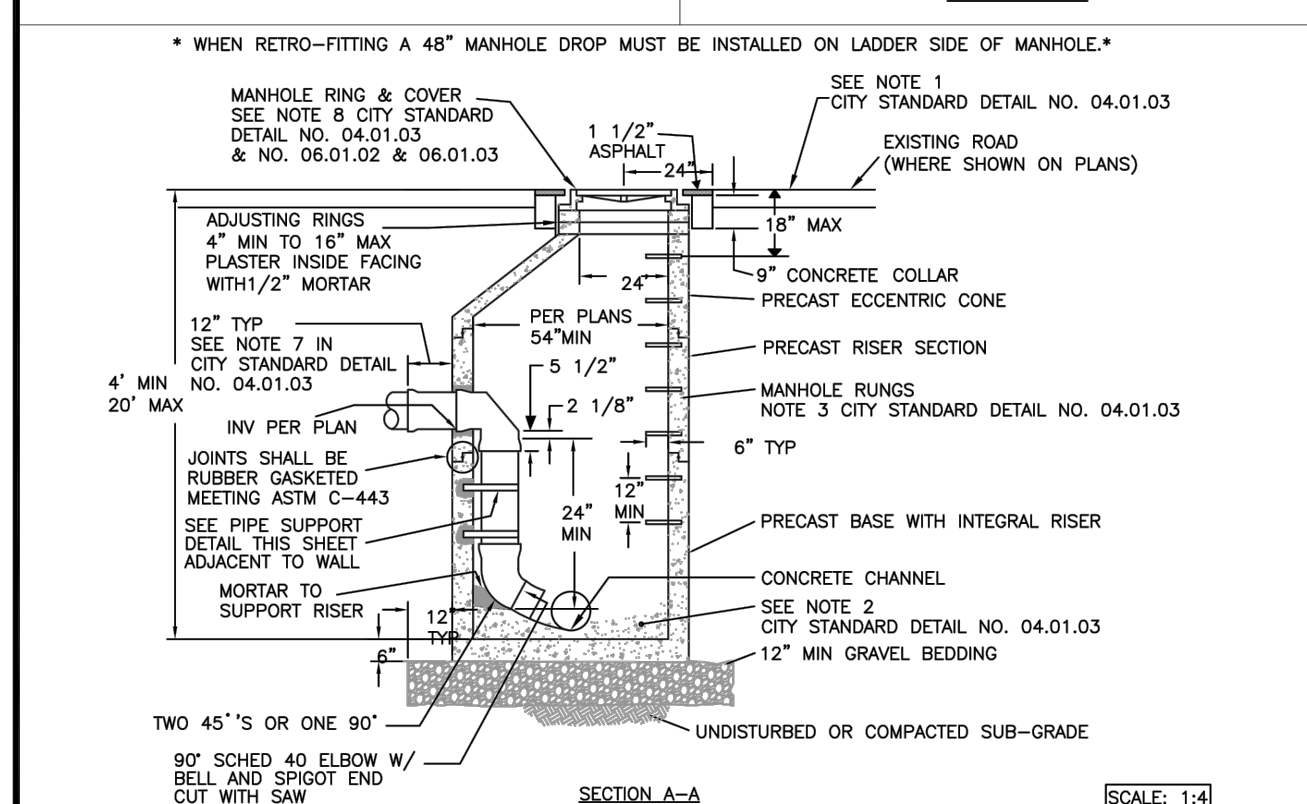 * WHEN RETRO-FITTING A 48" MANHOLE DROP MUST BE INSTALLED ON LADDER SIDE OF MANHOLE.*
MANHOLE RING & COVER
SEE NOTE 8 CITY STANDARD
DETAIL NO. 04.01.03
& NO. 06.01.02 & 06.01.03
1 1/2"
ASPHALT
24"
SEE NOTE 1
CITY STANDARD DETAIL NO. 04.01.03
EXISTING ROAD
(WHERE SHOWN ON PLANS)
ADJUSTING RINGS
4" MIN TO 16" MAX
PLASTER INSIDE FACING
WITH1/2" MORTAR
18" MAX
9" CONCRETE COLLAR
24"
PRECAST ECCENTRIC CONE
12" TYP
SEE NOTE 7 IN
CITY STANDARD DETAIL
NO. 04.01.03
PER PLANS
54"MIN
PRECAST RISER SECTION
4' MIN
20' MAX
5 1/2"
2 1/8"
MANHOLE RUNGS
NOTE 3 CITY STANDARD DETAIL NO. 04.01.03
INV PER PLAN
6" TYP
JOINTS SHALL BE
RUBBER GASKETED
MEETING ASTM C-443
12"
MIN
24"
MIN
SEE PIPE SUPPORT
DETAIL THIS SHEET
ADJACENT TO WALL
PRECAST BASE WITH INTEGRAL RISER
MORTAR TO
SUPPORT RISER
CONCRETE CHANNEL
12"
TYP
SEE NOTE 2
CITY STANDARD DETAIL NO. 04.01.03
6"
12" MIN GRAVEL BEDDING
TWO 45°'S OR ONE 90°
UNDISTURBED OR COMPACTED SUB-GRADE
90° SCHED 40 ELBOW W/
BELL AND SPIGOT END
CUT WITH SAW
SECTION A-A
SCALE: 1:4